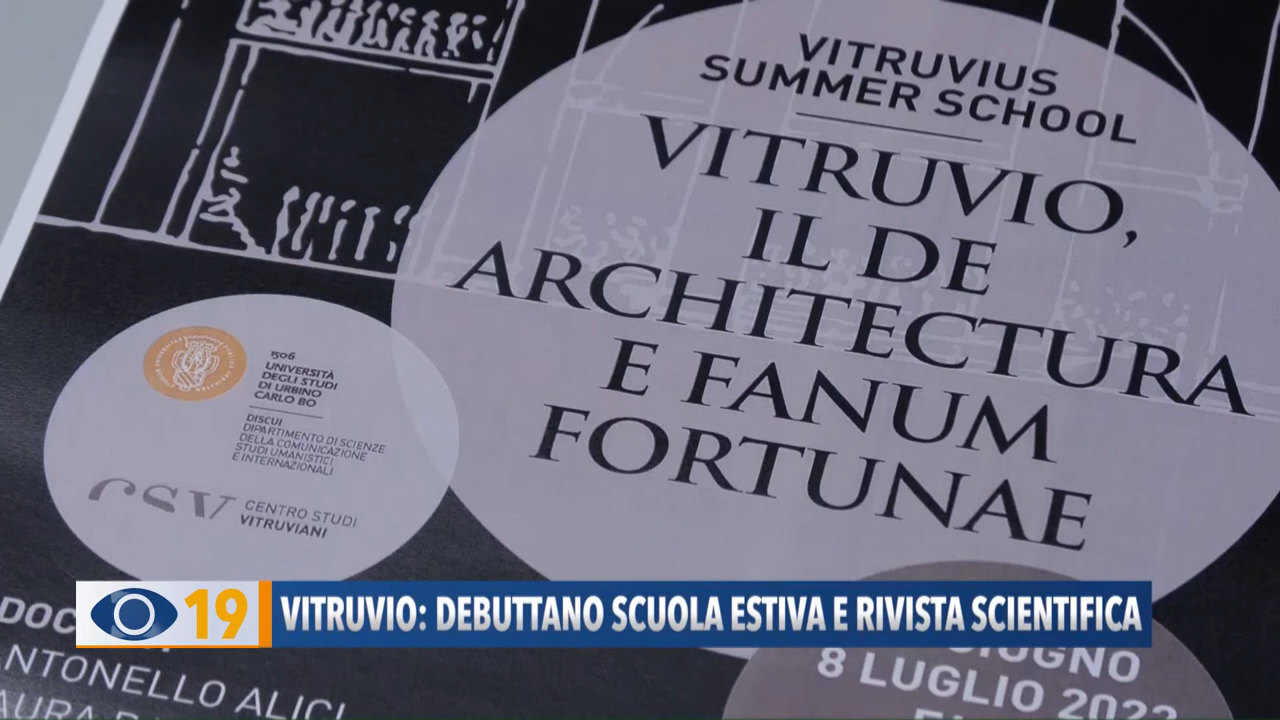 VITRUVIUS
SUMMER SCHOOL
VITRUVIO,
IL DE
ARCHITECTURA
E FANUM
FORTUNAE
1506
UNIVERSITÀ
DEGLI STUDI
DI URBINO
CARLO BO
DISCUI
DIPARTIMENTO DI SCIENZE
DELLA COMUNICAZIONE
STUDI UMANISTICI
E INTERNAZIONALI
CSV CENTRO STUDI
VITRUVIANI
19 VITRUVIO: DEBUTTANO SCUOLA ESTIVA E RIVISTA SCIENTIFICA
ANTONELLO ALICI
GIUGNO
8 LUGLIO